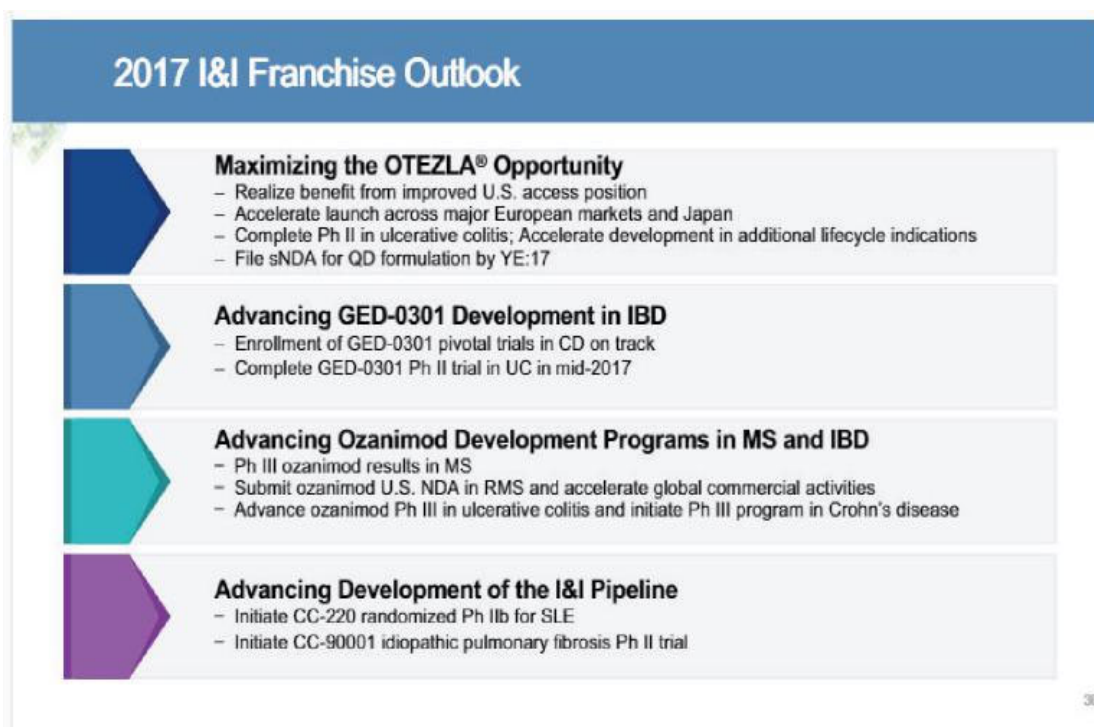 2017 I&I Franchise Outlook
Maximizing the OTEZLA® Opportunity
– Realize benefit from improved U.S. access position
– Accelerate launch across major European markets and Japan
– Complete Ph II in ulcerative colitis; Accelerate development in additional lifecycle indications
– File sNDA for QD formulation by YE:17
Advancing GED-0301 Development in IBD
– Enrollment of GED-0301 pivotal trials in CD on track
– Complete GED-0301 Ph II trial in UC in mid-2017
Advancing Ozanimod Development Programs in MS and IBD
– Ph III ozanimod results in MS
– Submit ozanimod U.S. NDA in RMS and accelerate global commercial activities
– Advance ozanimod Ph III in ulcerative colitis and initiate Ph III program in Crohn's disease
Advancing Development of the I&I Pipeline
– Initiate CC-220 randomized Ph IIb for SLE
– Initiate CC-90001 idiopathic pulmonary fibrosis Ph II trial